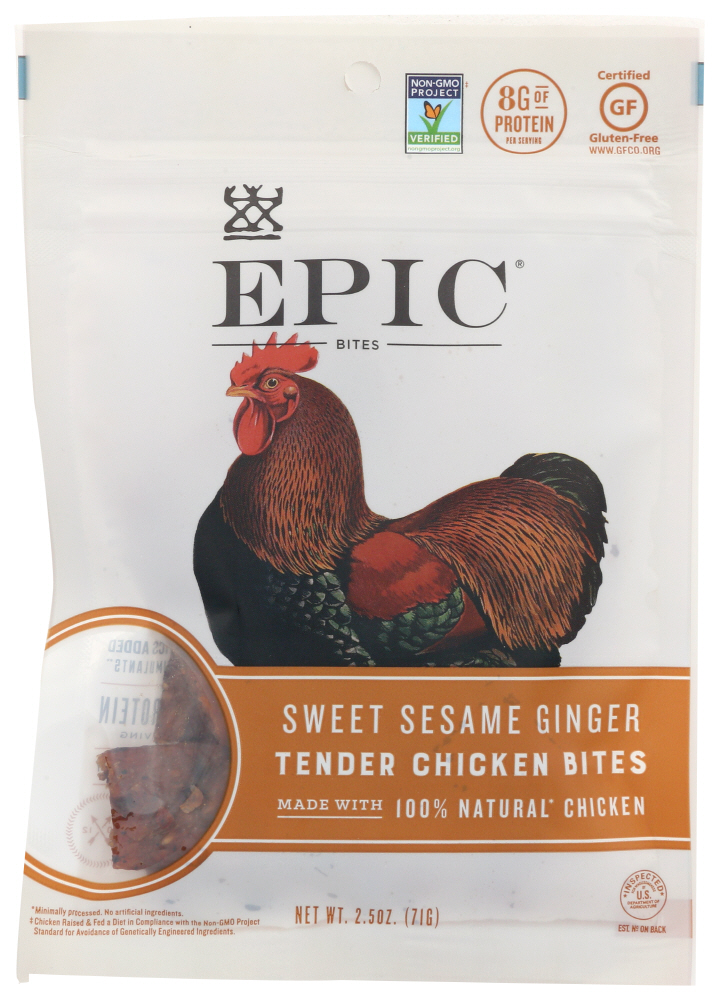 NON-GMO
PROJECT
VERIFIED
nongmoproject.org
‡
8G OF
PROTEIN
PER SERVING
Certified
GF
Gluten-Free
WWW.GFCO.ORG
EPIC®
BITES
SWEET SESAME GINGER
TENDER CHICKEN BITES
MADE WITH 100% NATURAL* CHICKEN
*Minimally processed. No artificial ingredients.
‡Chicken Raised & Fed a Diet in Compliance with the Non-GMO Project
Standard for Avoidance of Genetically Engineered Ingredients.
NET WT. 2.5OZ. (71G)
INSPECTED
U.S.
DEPARTMENT OF
AGRICULTURE
EST. Nº ON BACK